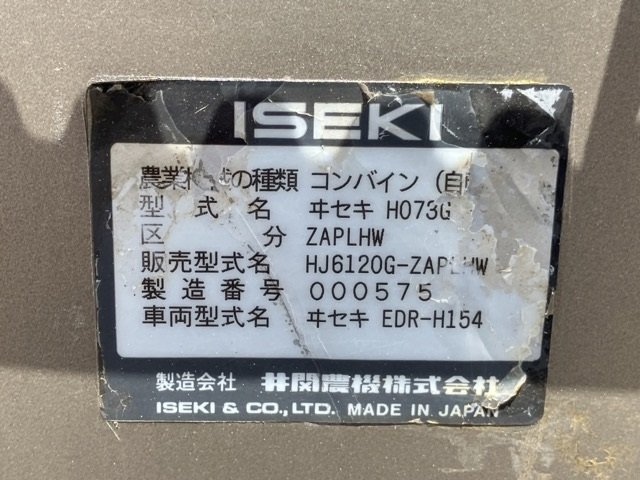 ISEKI
農業 の種類 コンバイン (自
型式名 ヰセキ HO73G
区分 ZAPLHW
販売型式名 HJ6120G-ZAPLHW
製造番号 000575
車両型式名 ヰセキ EDR-H154
製造会社 井関農機株式会社
ISEKI & CO., LTD. MADE IN JAPAN